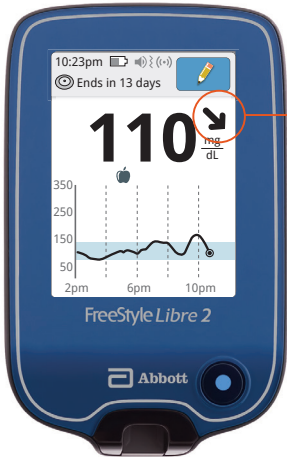 10:23pm
Ends in 13 days
110
mg
dL
350
250
150
50
2pm 6pm 10pm
FreeStyle Libre 2
Abbott